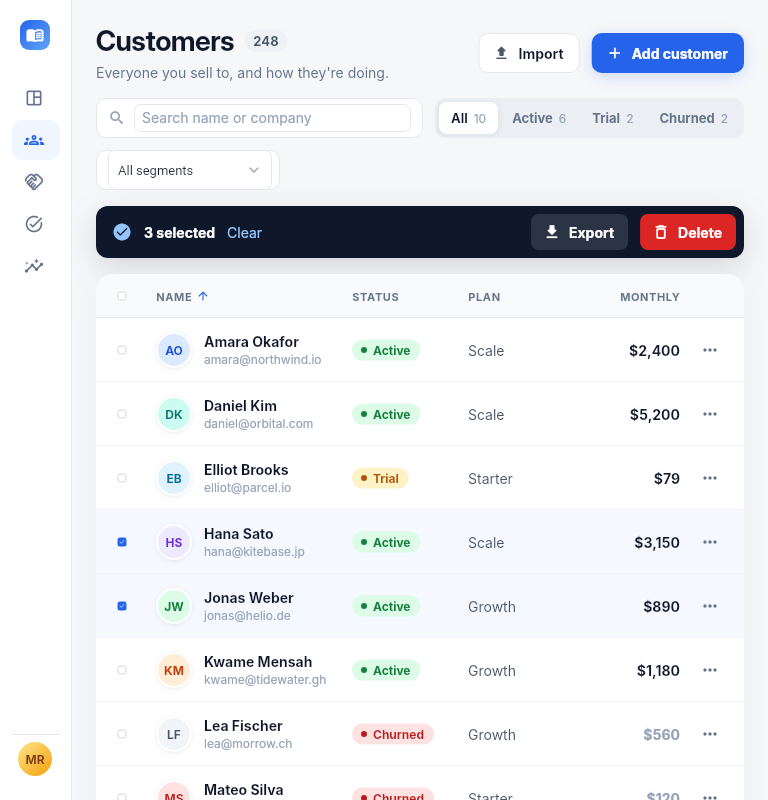 Customers 248
Everyone you sell to, and how they're doing.
Import
Add customer
Search name or company
All 10 Active 6 Trial 2 Churned 2
All segments
3 selected Clear Export Delete
NAME STATUS PLAN MONTHLY
AO Amara Okafor amara@northwind.io Active Scale $2,400
DK Daniel Kim daniel@orbital.com Active Scale $5,200
EB Elliot Brooks elliot@parcel.io Trial Starter $79
HS Hana Sato hana@kitebase.jp Active Scale $3,150
JW Jonas Weber jonas@helio.de Active Growth $890
KM Kwame Mensah kwame@tidewater.gh Active Growth $1,180
LF Lea Fischer lea@morrow.ch Churned Growth $560
MS Mateo Silva Churned Starter $120
MR